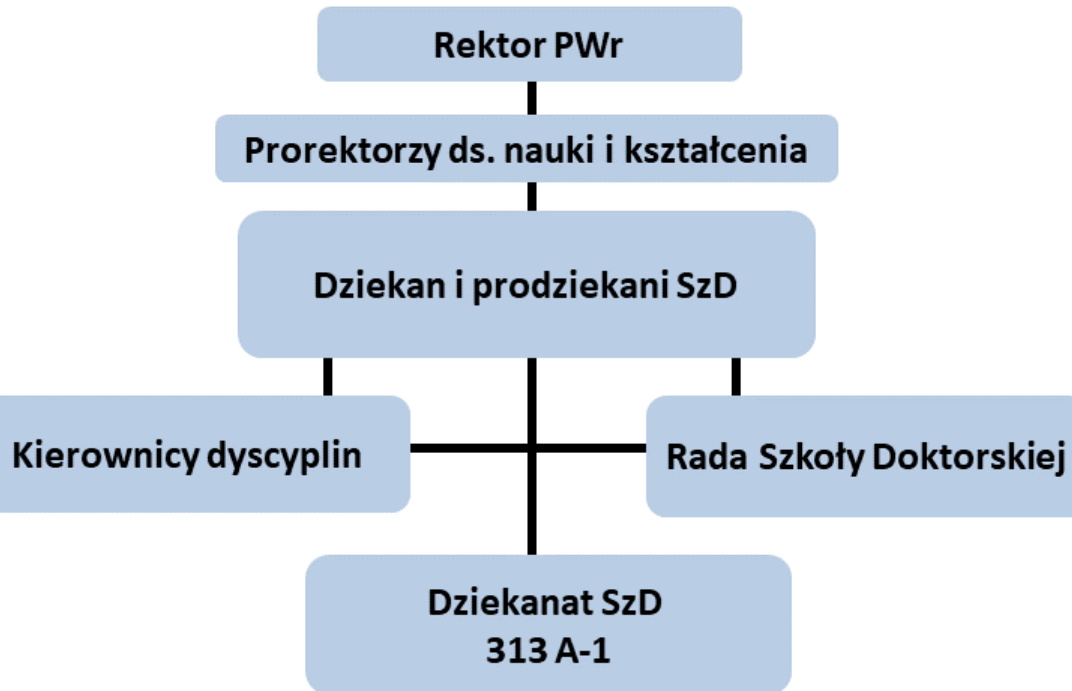 Rektor PWr
Prorektorzy ds. nauki i kształcenia
Dziekan i prodziekani SzD
Kierownicy dyscyplin
Rada Szkoły Doktorskiej
Dziekanat SzD
313 A-1